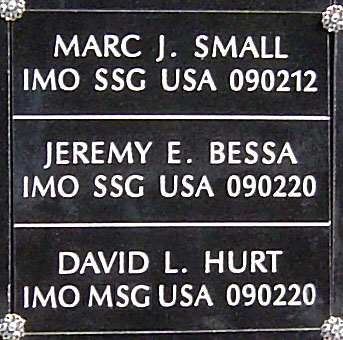 MARC J. SMALL
IMO SSG USA 090212
JEREMY E. BESSA
IMO SSG USA 090220
DAVID L. HURT
IMO MSG USA 090220